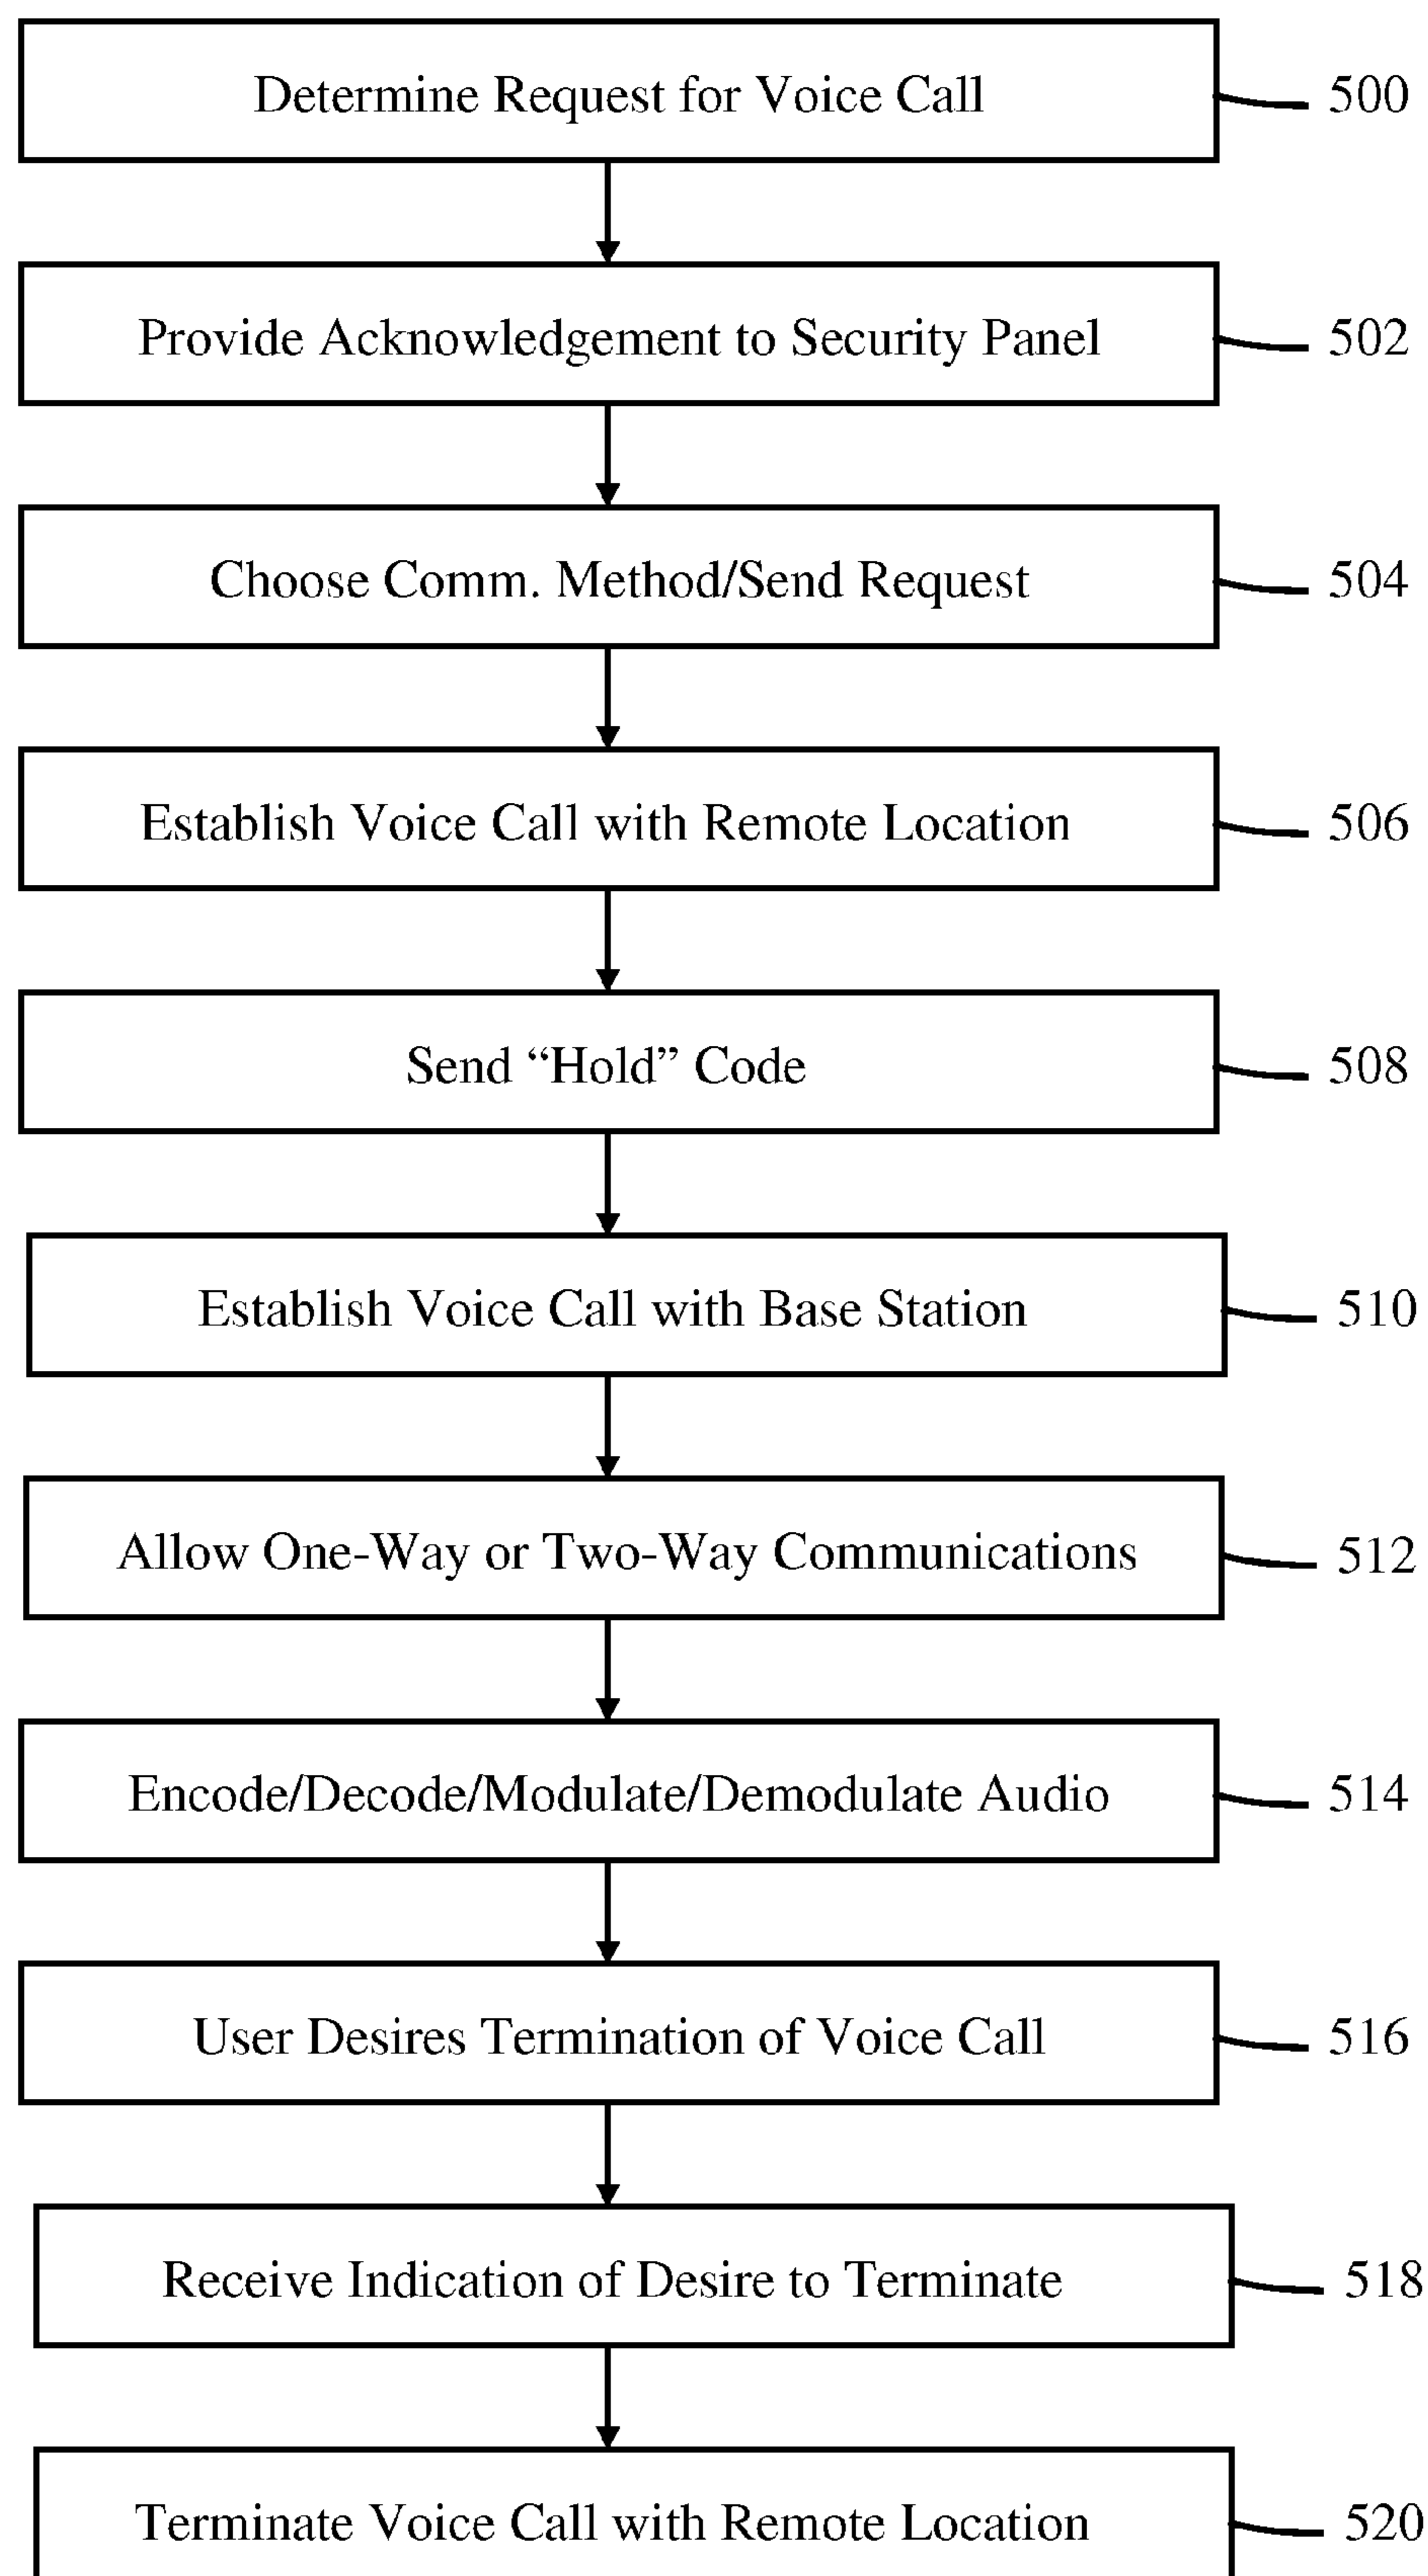 Determine Request for Voice Call 500
Provide Acknowledgement to Security Panel 502
Choose Comm. Method/Send Request 504
Establish Voice Call with Remote Location 506
Send “Hold” Code 508
Establish Voice Call with Base Station 510
Allow One-Way or Two-Way Communications 512
Encode/Decode/Modulate/Demodulate Audio 514
User Desires Termination of Voice Call 516
Receive Indication of Desire to Terminate 518
Terminate Voice Call with Remote Location 520